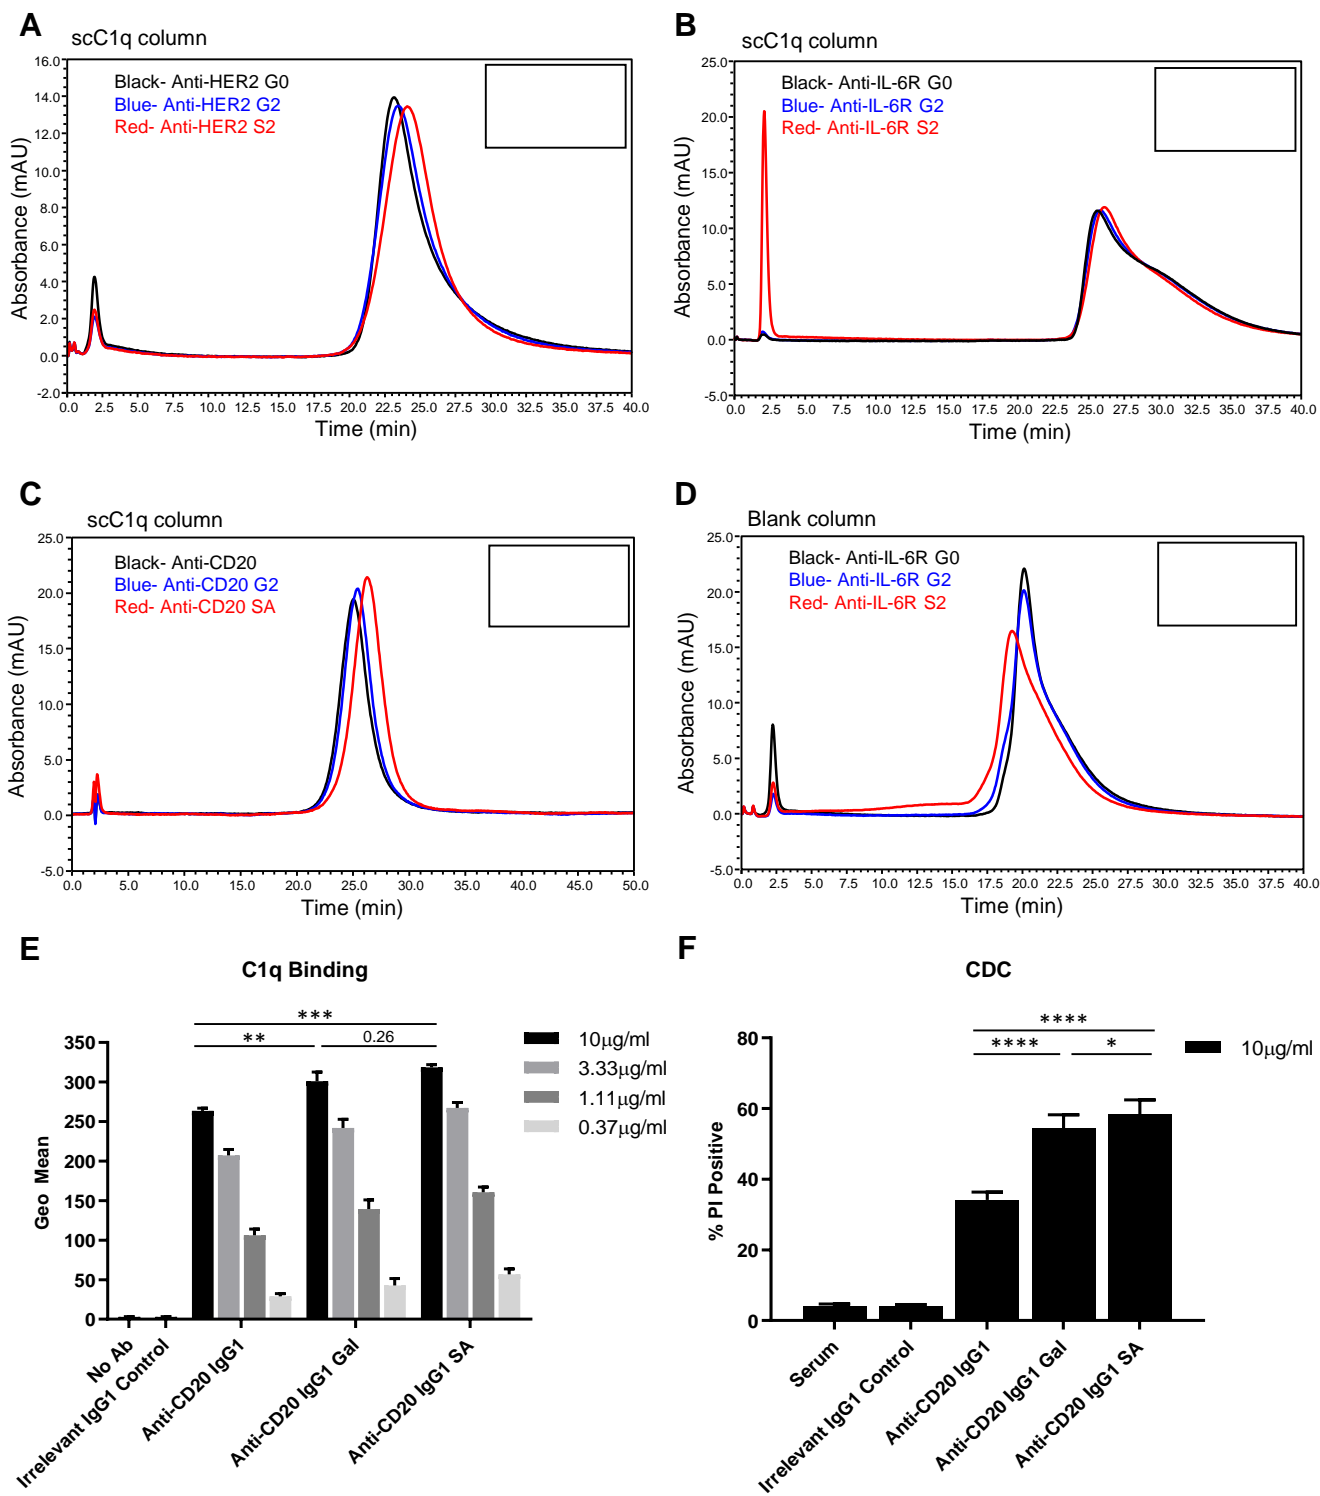 A
scC1q column
Black- Anti-HER2 G0
Blue- Anti-HER2 G2
Red- Anti-HER2 S2
Absorbance (mAU)
16.0
14.0
12.0
10.0
8.0
6.0
4.0
2.0
0.0
-2.0
0.0 2.5 5.0 7.5 10.0 12.5 15.0 17.5 20.0 22.5 25.0 27.5 30.0 32.5 35.0 37.5 40.0
Time (min)
B
scC1q column
Black- Anti-IL-6R G0
Blue- Anti-IL-6R G2
Red- Anti-IL-6R S2
Absorbance (mAU)
25.0
20.0
15.0
10.0
5.0
0.0
-5.0
0.0 2.5 5.0 7.5 10.0 12.5 15.0 17.5 20.0 22.5 25.0 27.5 30.0 32.5 35.0 37.5 40.0
Time (min)
C
scC1q column
Black- Anti-CD20
Blue- Anti-CD20 G2
Red- Anti-CD20 SA
Absorbance (mAU)
25.0
20.0
15.0
10.0
5.0
0.0
-5.0
0.0 5.0 10.0 15.0 20.0 25.0 30.0 35.0 40.0 45.0 50.0
Time (min)
D
Blank column
Black- Anti-IL-6R G0
Blue- Anti-IL-6R G2
Red- Anti-IL-6R S2
Absorbance (mAU)
25.0
20.0
15.0
10.0
5.0
0.0
-5.0
0.0 2.5 5.0 7.5 10.0 12.5 15.0 17.5 20.0 22.5 25.0 27.5 30.0 32.5 35.0 37.5 40.0
Time (min)
E
C1q Binding
***
** 0.26
10µg/ml
3.33µg/ml
1.11µg/ml
0.37µg/ml
Geo Mean
350
300
250
200
150
100
50
0
No Ab
Irrelevant IgG1 Control
Anti-CD20 IgG1
Anti-CD20 IgG1 Gal
Anti-CD20 IgG1 SA
F
CDC
****
**** *
10µg/ml
% PI Positive
80
60
40
20
0
Serum
Irrelevant IgG1 Control
Anti-CD20 IgG1
Anti-CD20 IgG1 Gal
Anti-CD20 IgG1 SA